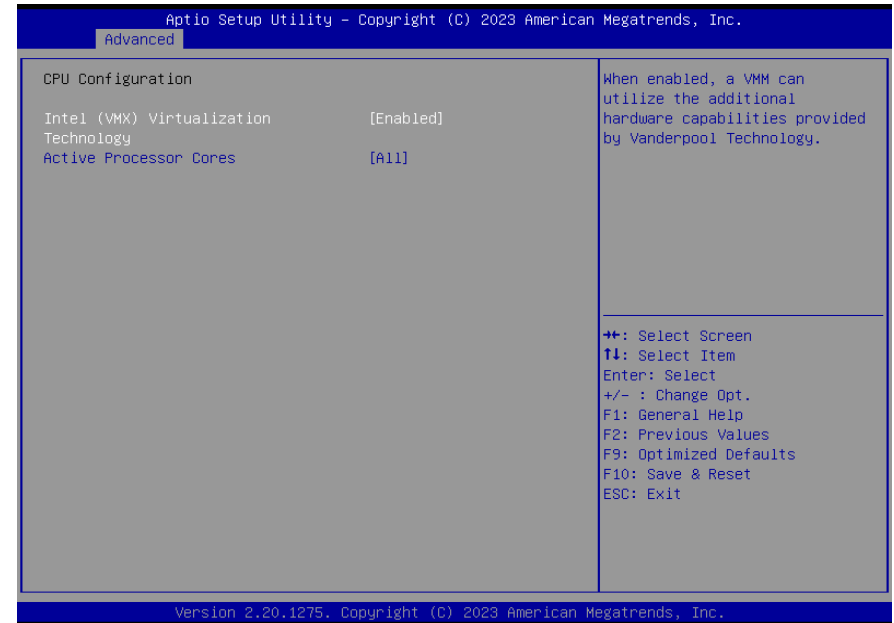 Aptio Setup Utility – Copyright (C) 2023 American Megatrends, Inc.
Advanced
CPU Configuration
Intel (VMX) Virtualization [Enabled]
Technology
Active Processor Cores [All]
When enabled, a VMM can
utilize the additional
hardware capabilities provided
by Vanderpool Technology.
→←: Select Screen
↑↓: Select Item
Enter: Select
+/- : Change Opt.
F1: General Help
F2: Previous Values
F9: Optimized Defaults
F10: Save & Reset
ESC: Exit
Version 2.20.1275. Copyright (C) 2023 American Megatrends, Inc.